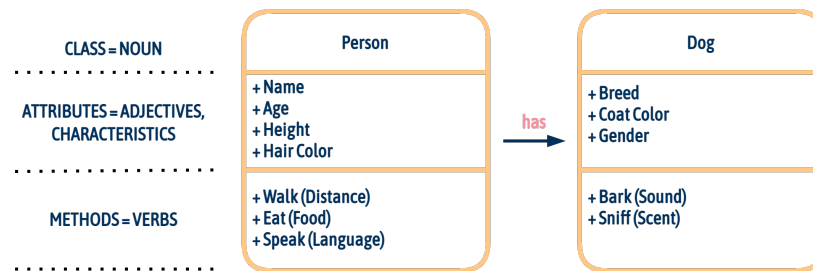 CLASS = NOUN
ATTRIBUTES = ADJECTIVES,
CHARACTERISTICS
METHODS = VERBS
Person
+ Name
+ Age
+ Height
+ Hair Color
+ Walk (Distance)
+ Eat (Food)
+ Speak (Language)
has
Dog
+ Breed
+ Coat Color
+ Gender
+ Bark (Sound)
+ Sniff (Scent)